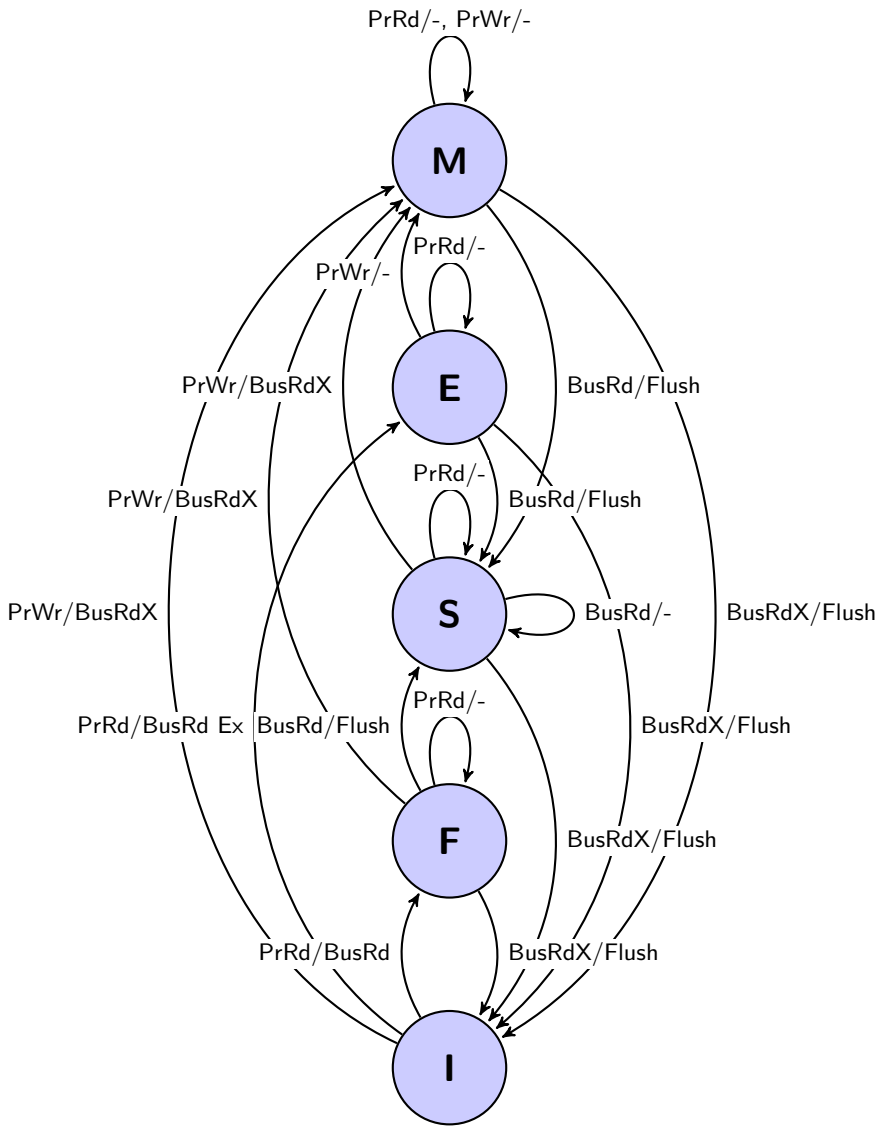 PrRd/-, PrWr/-
M
PrRd/-
PrWr/-
PrWr/BusRdX
E
BusRd/Flush
PrRd/-
PrWr/BusRdX
BusRd/Flush
PrWr/BusRdX
S
BusRd/-
BusRdX/Flush
PrRd/-
PrRd/BusRd Ex
BusRd/Flush
BusRdX/Flush
F
BusRdX/Flush
PrRd/BusRd
BusRdX/Flush
I